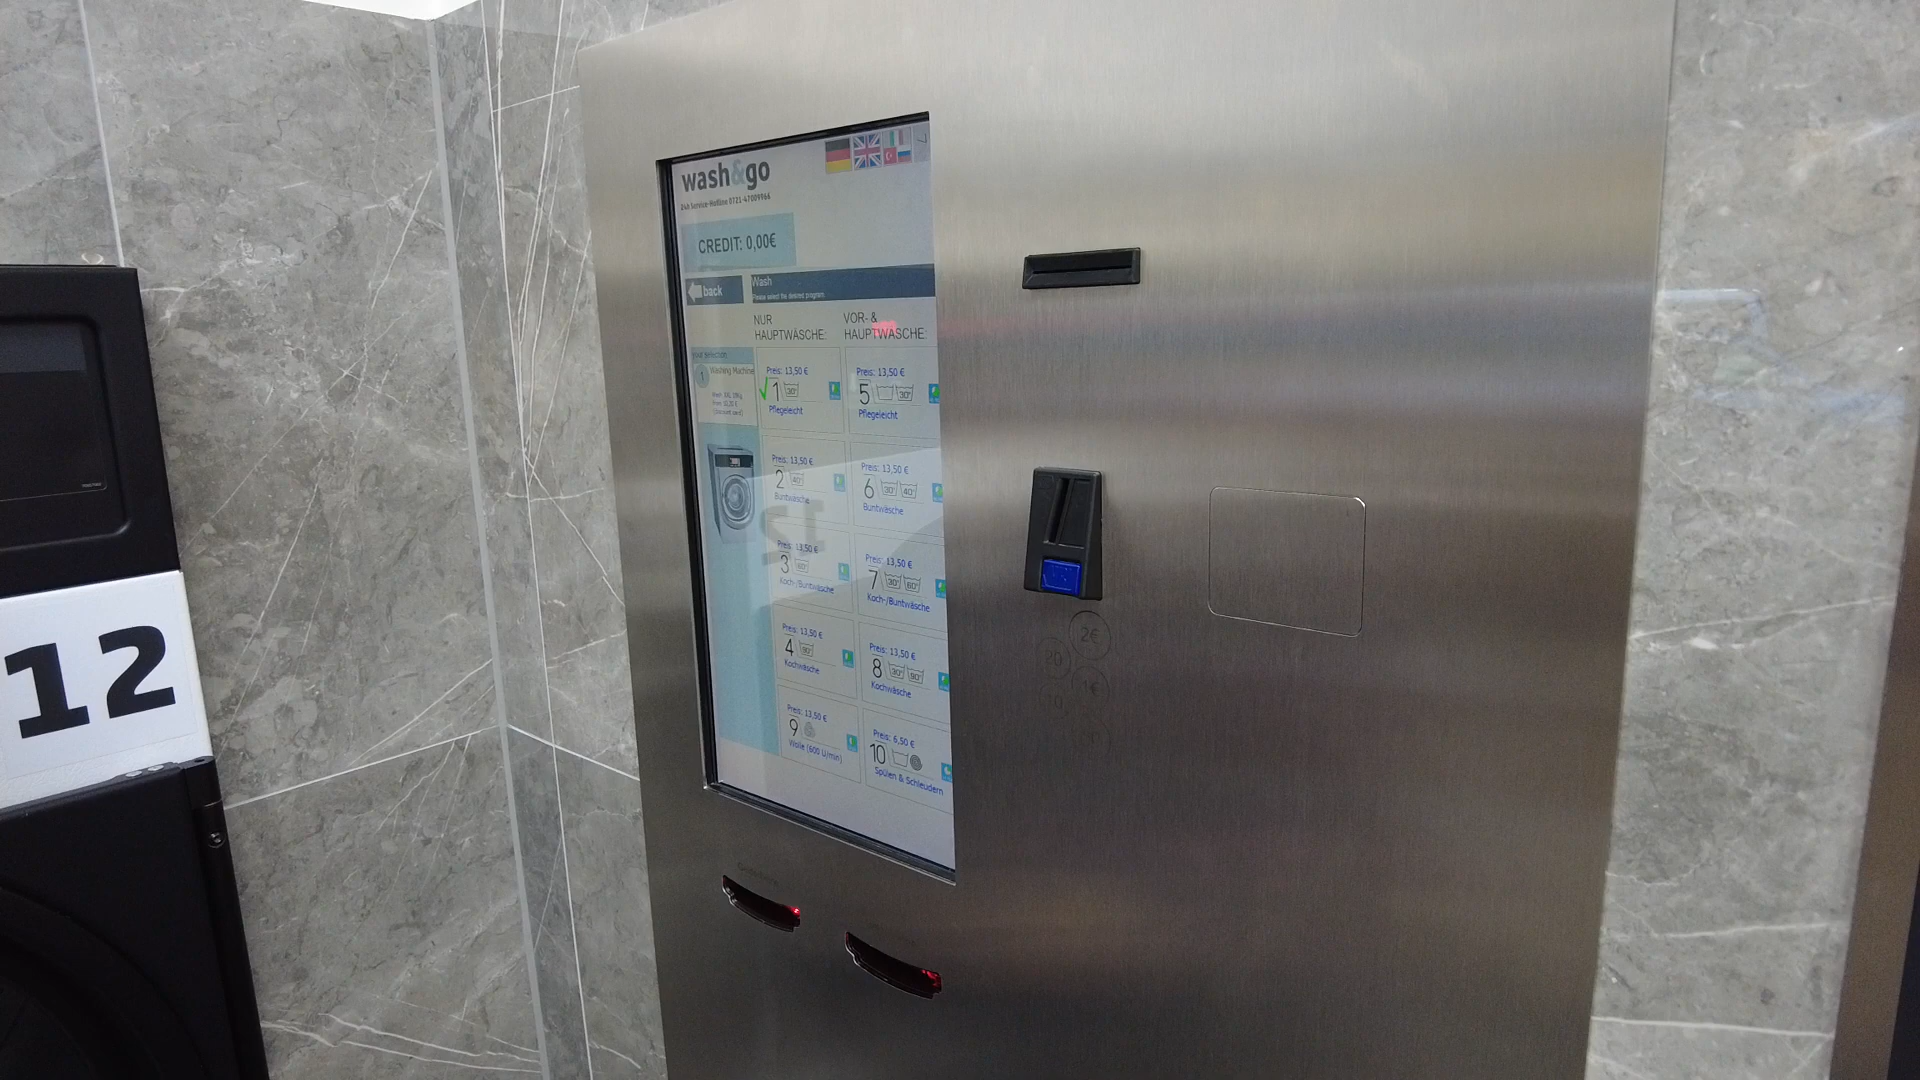 wash&go
24h Service-Hotline 0721-47009966
CREDIT: 0,00€
back
Wash
Please select the desired program.
NUR
HAUPTWÄSCHE:
VOR- &
HAUPTWÄSCHE:
your selection
1
Washing Machine
Preis: 13,50 €
1 30°
Pflegeleicht
Preis: 13,50 €
5 30°
Pflegeleicht
Preis: 13,50 €
2 40°
Buntwäsche
Preis: 13,50 €
6 30° 40°
Buntwäsche
Preis: 13,50 €
3 60°
Koch-/Buntwäsche
Preis: 13,50 €
7 30° 60°
Koch-/Buntwäsche
Preis: 13,50 €
4 90°
Kochwäsche
Preis: 13,50 €
8 30° 90°
Kochwäsche
Preis: 13,50 €
9
Wolle (600 U/min)
Preis: 6,50 €
10
Spülen & Schleudern
12
2€
20
1€